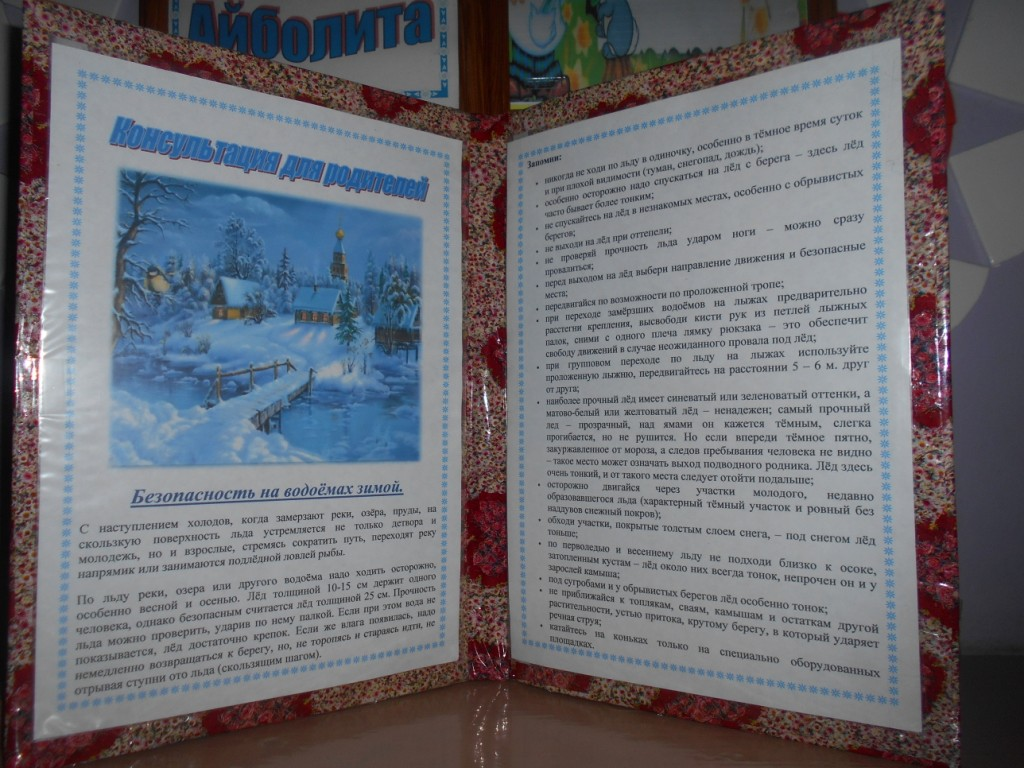 Айболита
Консультация для родителей
Безопасность на водоёмах зимой.
С наступлением холодов, когда замерзают реки, озёра, пруды, на
скользкую поверхность льда устремляется не только детвора и
молодежь, но и взрослые, стремясь сократить путь, переходят реку
напрямик или занимаются подлёдной ловлей рыбы.
По льду реки, озера или другого водоёма надо ходить осторожно,
особенно весной и осенью. Лёд толщиной 10-15 см держит одного
человека, однако безопасным считается лёд толщиной 25 см. Прочность
льда можно проверить, ударив по нему палкой. Если при этом вода не
показывается, лёд достаточно крепок. Если же влага появилась, надо
немедленно возвращаться к берегу, но, не торопясь и стараясь идти, не
отрывая ступни ото льда (скользящим шагом).
Запомни:
• никогда не ходи по льду в одиночку, особенно в тёмное время суток
и при плохой видимости (туман, снегопад, дождь);
• особенно осторожно надо спускаться на лёд с берега – здесь лёд
часто бывает более тонким;
• не спускайтесь на лёд в незнакомых местах, особенно с обрывистых
берегов;
• не выходи на лёд при оттепели;
• не проверяй прочность льда ударом ноги – можно сразу
провалиться;
• перед выходом на лёд выбери направление движения и безопасные
места;
• передвигайся по возможности по проложенной тропе;
• при переходе замёрзших водоёмов на лыжах предварительно
расстегни крепления, высвободи кисти рук из петлей лыжных
палок, сними с одного плеча лямку рюкзака – это обеспечит
свободу движений в случае неожиданного провала под лёд;
• при групповом переходе по льду на лыжах используйте
проложенную лыжню, передвигайтесь на расстоянии 5 – 6 м. друг
от друга;
• наиболее прочный лёд имеет синеватый или зеленоватый оттенки, а
матово-белый или желтоватый лёд – ненадежен; самый прочный
лед – прозрачный, над ямами он кажется тёмным, слегка
прогибается, но не рушится. Но если впереди тёмное пятно,
закуржавленное от мороза, а следов пребывания человека не видно
– такое место может означать выход подводного родника. Лёд здесь
очень тонкий, и от такого места следует отойти подальше;
• осторожно двигайся через участки молодого, недавно
образовавшегося льда (характерный тёмный участок и ровный без
наддувов снежный покров);
• обходи участки, покрытые толстым слоем снега, – под снегом лёд
тоньше;
• по перволедью и весеннему льду не подходи близко к осоке,
затопленным кустам – лёд около них всегда тонок, непрочен он и у
зарослей камыша;
• под сугробами и у обрывистых берегов лёд особенно тонок;
• не приближайся к топлякам, сваям, камышам и остаткам другой
растительности, устью притока, крутому берегу, в который ударяет
речная струя;
• катайтесь на коньках только на специально оборудованных
площадках.